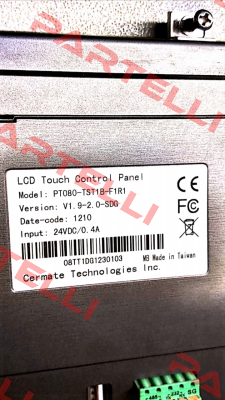 PARTELLI
LCD Touch Control Panel
Model: PT080-TST1B-F1R1
Version: V1.9-2.0-SDG
Date-code: 1210
Input: 24VDC/0.4A
CE
FC
08TT1DG1230103 MB Made in Taiwan
Cermate Technologies Inc.
PARTELLI
SG